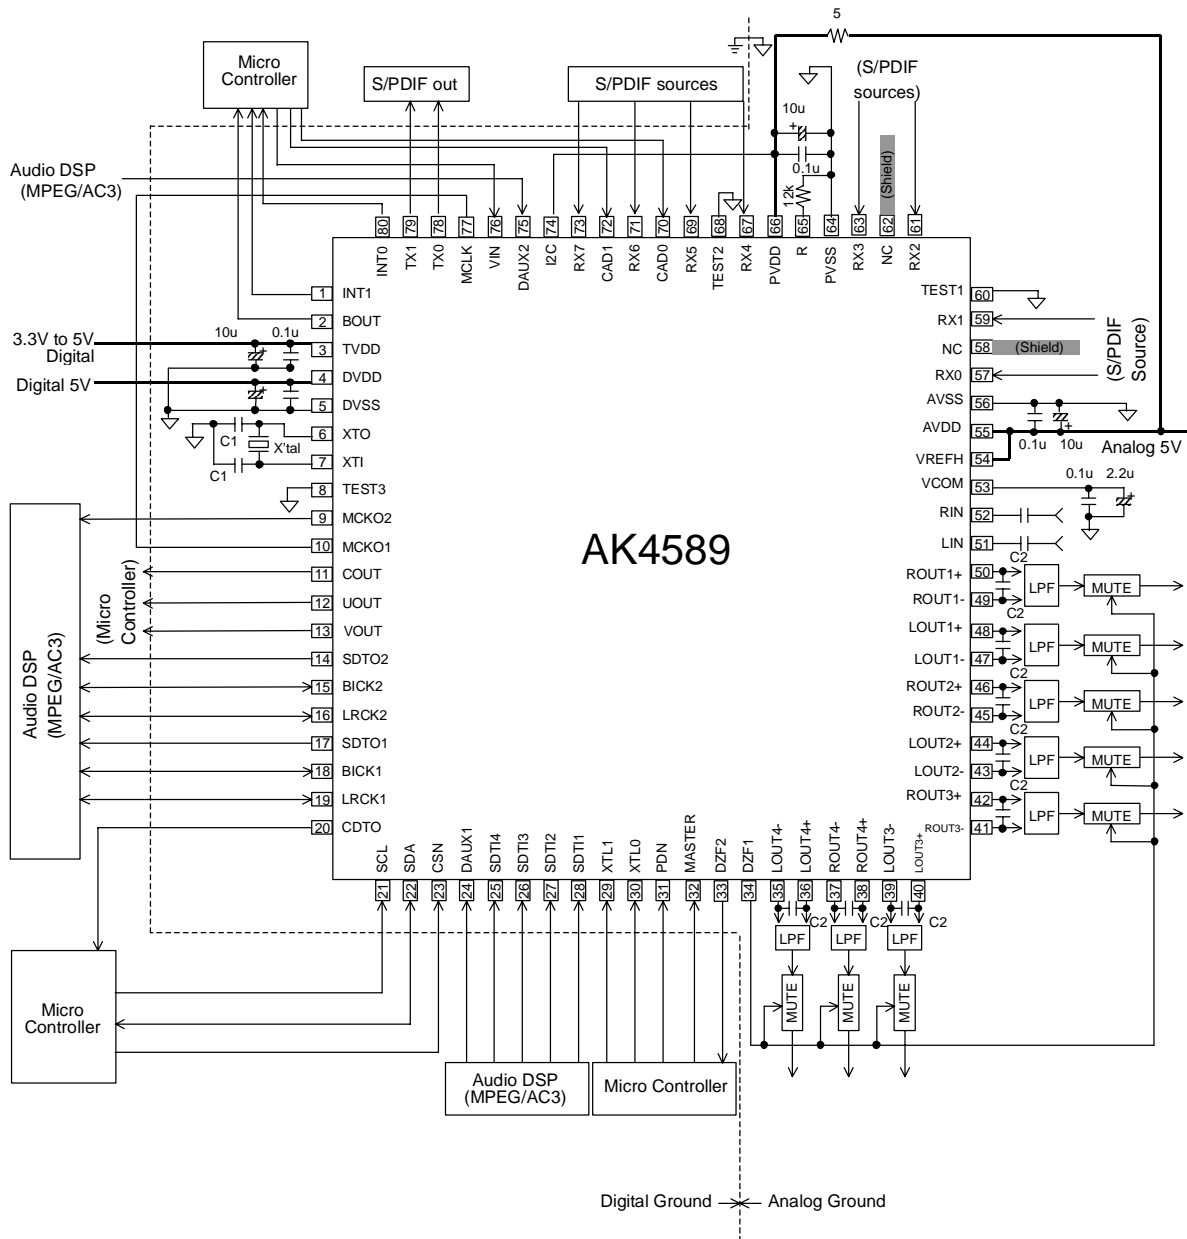 5
Micro
Controller
S/PDIF out
S/PDIF sources
(S/PDIF
sources)
10u
+
0.1u
12k
(Shield)
Audio DSP
(MPEG/AC3)
80 79 78 77 76 75 74 73 72 71 70 69 68 67 66 65 64 63 62 61
INT0 TX1 TX0 MCLK VIN DAUX2 I2C RX7 CAD1 RX6 CAD0 RX5 TEST2 RX4 PVDD R PVSS RX3 NC RX2
1 INT1
2 BOUT
3.3V to 5V
Digital
10u
0.1u
+
3 TVDD
Digital 5V
+
4 DVDD
5 DVSS
C1
6 XTO
X'tal
C1
7 XTI
8 TEST3
9 MCKO2
10 MCKO1
11 COUT
12 UOUT
13 VOUT
14 SDTO2
15 BICK2
16 LRCK2
17 SDTO1
18 BICK1
19 LRCK1
20 CDTO
(Micro
Controller)
Audio DSP
(MPEG/AC3)
AK4589
TEST1 60
RX1 59
NC 58 (Shield)
RX0 57
(S/PDIF
Source)
AVSS 56
AVDD 55
0.1u
10u
+
Analog 5V
VREFH 54
VCOM 53
0.1u
2.2u
+
RIN 52
LIN 51
C2
ROUT1+ 50
LPF
MUTE
ROUT1- 49
C2
LOUT1+ 48
LPF
MUTE
LOUT1- 47
C2
ROUT2+ 46
LPF
MUTE
ROUT2- 45
C2
LOUT2+ 44
LPF
MUTE
LOUT2- 43
C2
ROUT3+ 42
LPF
MUTE
ROUT3- 41
SCL SDA CSN DAUX1 SDTI4 SDTI3 SDTI2 SDTI1 XTL1 XTL0 PDN MASTER DZF2 DZF1 LOUT4- LOUT4+ ROUT4- ROUT4+ LOUT3- LOUT3+
21 22 23 24 25 26 27 28 29 30 31 32 33 34 35 36 37 38 39 40
C2 C2 C2
LPF LPF LPF
MUTE MUTE MUTE
Micro
Controller
Audio DSP
(MPEG/AC3)
Micro Controller
Digital Ground
Analog Ground